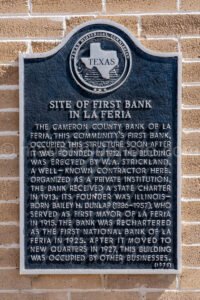 TEXAS
SITE OF FIRST BANK
IN LA FERIA
THE CAMERON COUNTY BANK OF LA
FERIA, THIS COMMUNITY'S FIRST BANK,
OCCUPIED THIS STRUCTURE SOON AFTER
IT WAS FOUNDED IN 1912. THE BUILDING
WAS ERECTED BY W.A. STRICKLAND,
A WELL-KNOWN CONTRACTOR HERE.
ORGANIZED AS A PRIVATE INSTITUTION,
THE BANK RECEIVED A STATE CHARTER
IN 1913. ITS FOUNDER WAS ILLINOIS-
BORN BAILEY H. DUNLAP (1886-1957), WHO
SERVED AS FIRST MAYOR OF LA FERIA
IN 1915. THE BANK WAS RECHARTERED
AS THE FIRST NATIONAL BANK OF LA
FERIA IN 1925. AFTER IT MOVED TO
NEW QUARTERS IN 1927, THIS BUILDING
WAS OCCUPIED BY OTHER BUSINESSES.